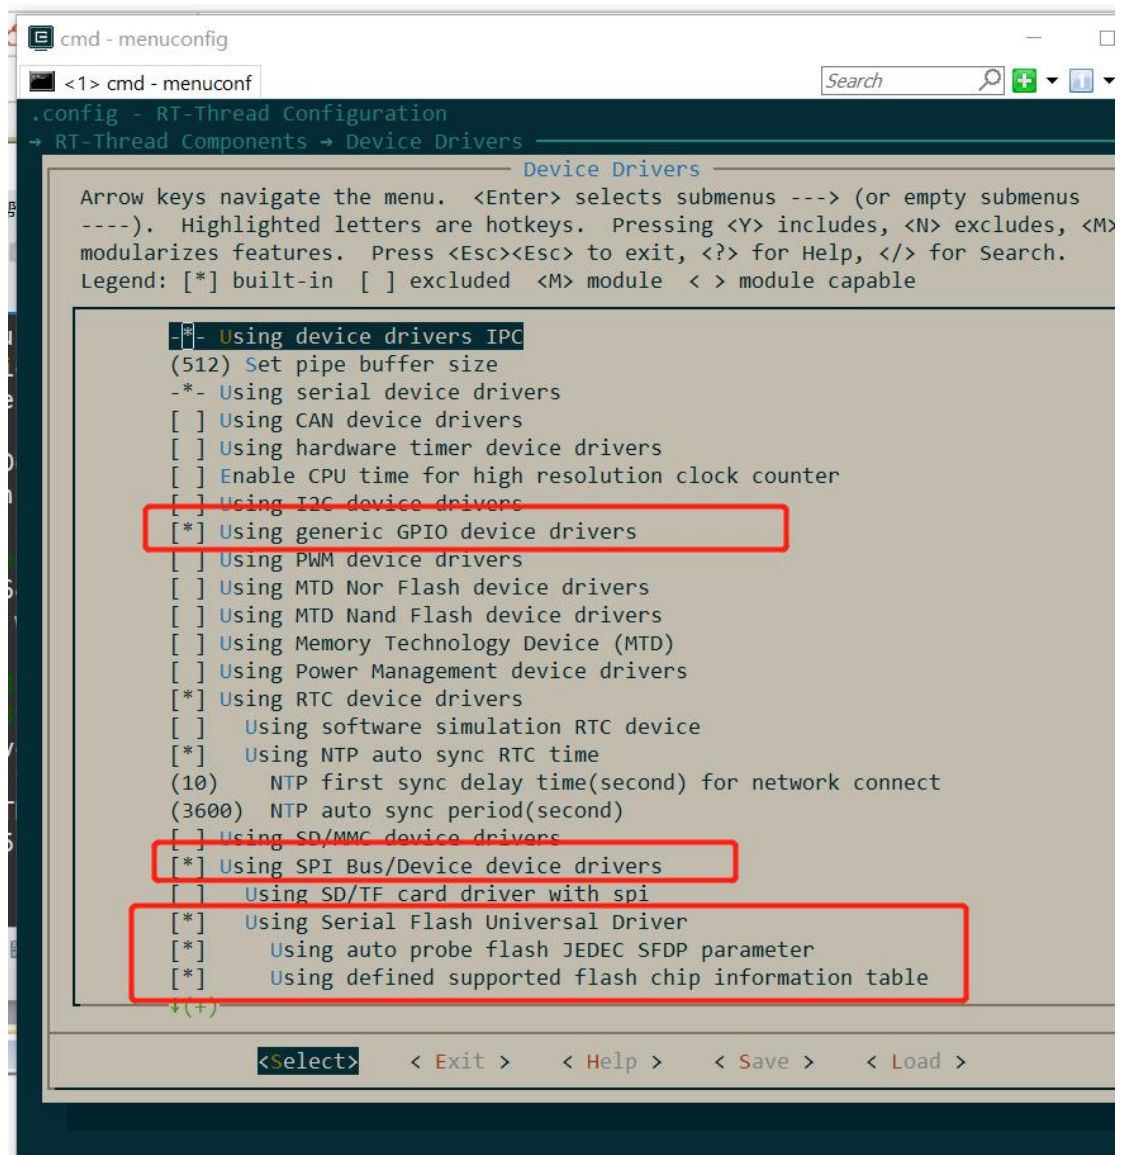 cmd - menuconfig
<1> cmd - menuconf
Search
.config - RT-Thread Configuration
→ RT-Thread Components → Device Drivers
Device Drivers
Arrow keys navigate the menu.  <Enter> selects submenus ---> (or empty submenus
----).  Highlighted letters are hotkeys.  Pressing <Y> includes, <N> excludes, <M>
modularizes features.  Press <Esc><Esc> to exit, <?> for Help, </> for Search.
Legend: [*] built-in  [ ] excluded  <M> module  < > module capable
-*- Using device drivers IPC
(512) Set pipe buffer size
-*- Using serial device drivers
[ ] Using CAN device drivers
[ ] Using hardware timer device drivers
[ ] Enable CPU time for high resolution clock counter
[ ] Using I2C device drivers
[*] Using generic GPIO device drivers
[ ] Using PWM device drivers
[ ] Using MTD Nor Flash device drivers
[ ] Using MTD Nand Flash device drivers
[ ] Using Memory Technology Device (MTD)
[ ] Using Power Management device drivers
[*] Using RTC device drivers
[ ]   Using software simulation RTC device
[*]   Using NTP auto sync RTC time
(10)    NTP first sync delay time(second) for network connect
(3600)  NTP auto sync period(second)
[ ] Using SD/MMC device drivers
[*] Using SPI Bus/Device device drivers
[ ]   Using SD/TF card driver with spi
[*]   Using Serial Flash Universal Driver
[*]     Using auto probe flash JEDEC SFDP parameter
[*]     Using defined supported flash chip information table
↓(+)
<Select>    < Exit >    < Help >    < Save >    < Load >